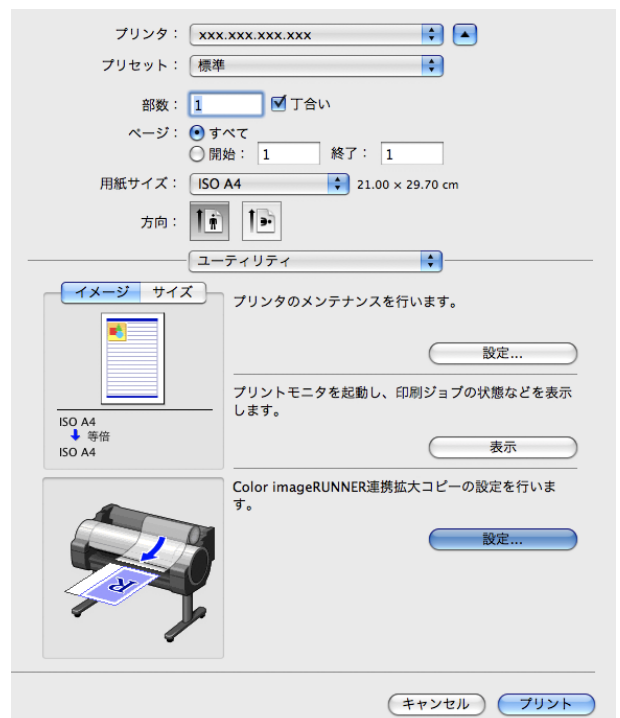 プリンタ： xxx.xxx.xxx.xxx
プリセット： 標準
部数： 1 丁合い
ページ： すべて
開始： 1 終了： 1
用紙サイズ： ISO A4 21.00 × 29.70 cm
方向：
ユーティリティ
イメージ サイズ
プリンタのメンテナンスを行います。
設定...
プリントモニタを起動し、印刷ジョブの状態などを表示
します。
表示
ISO A4
等倍
ISO A4
Color imageRUNNER連携拡大コピーの設定を行いま
す。
設定...
R
キャンセル プリント